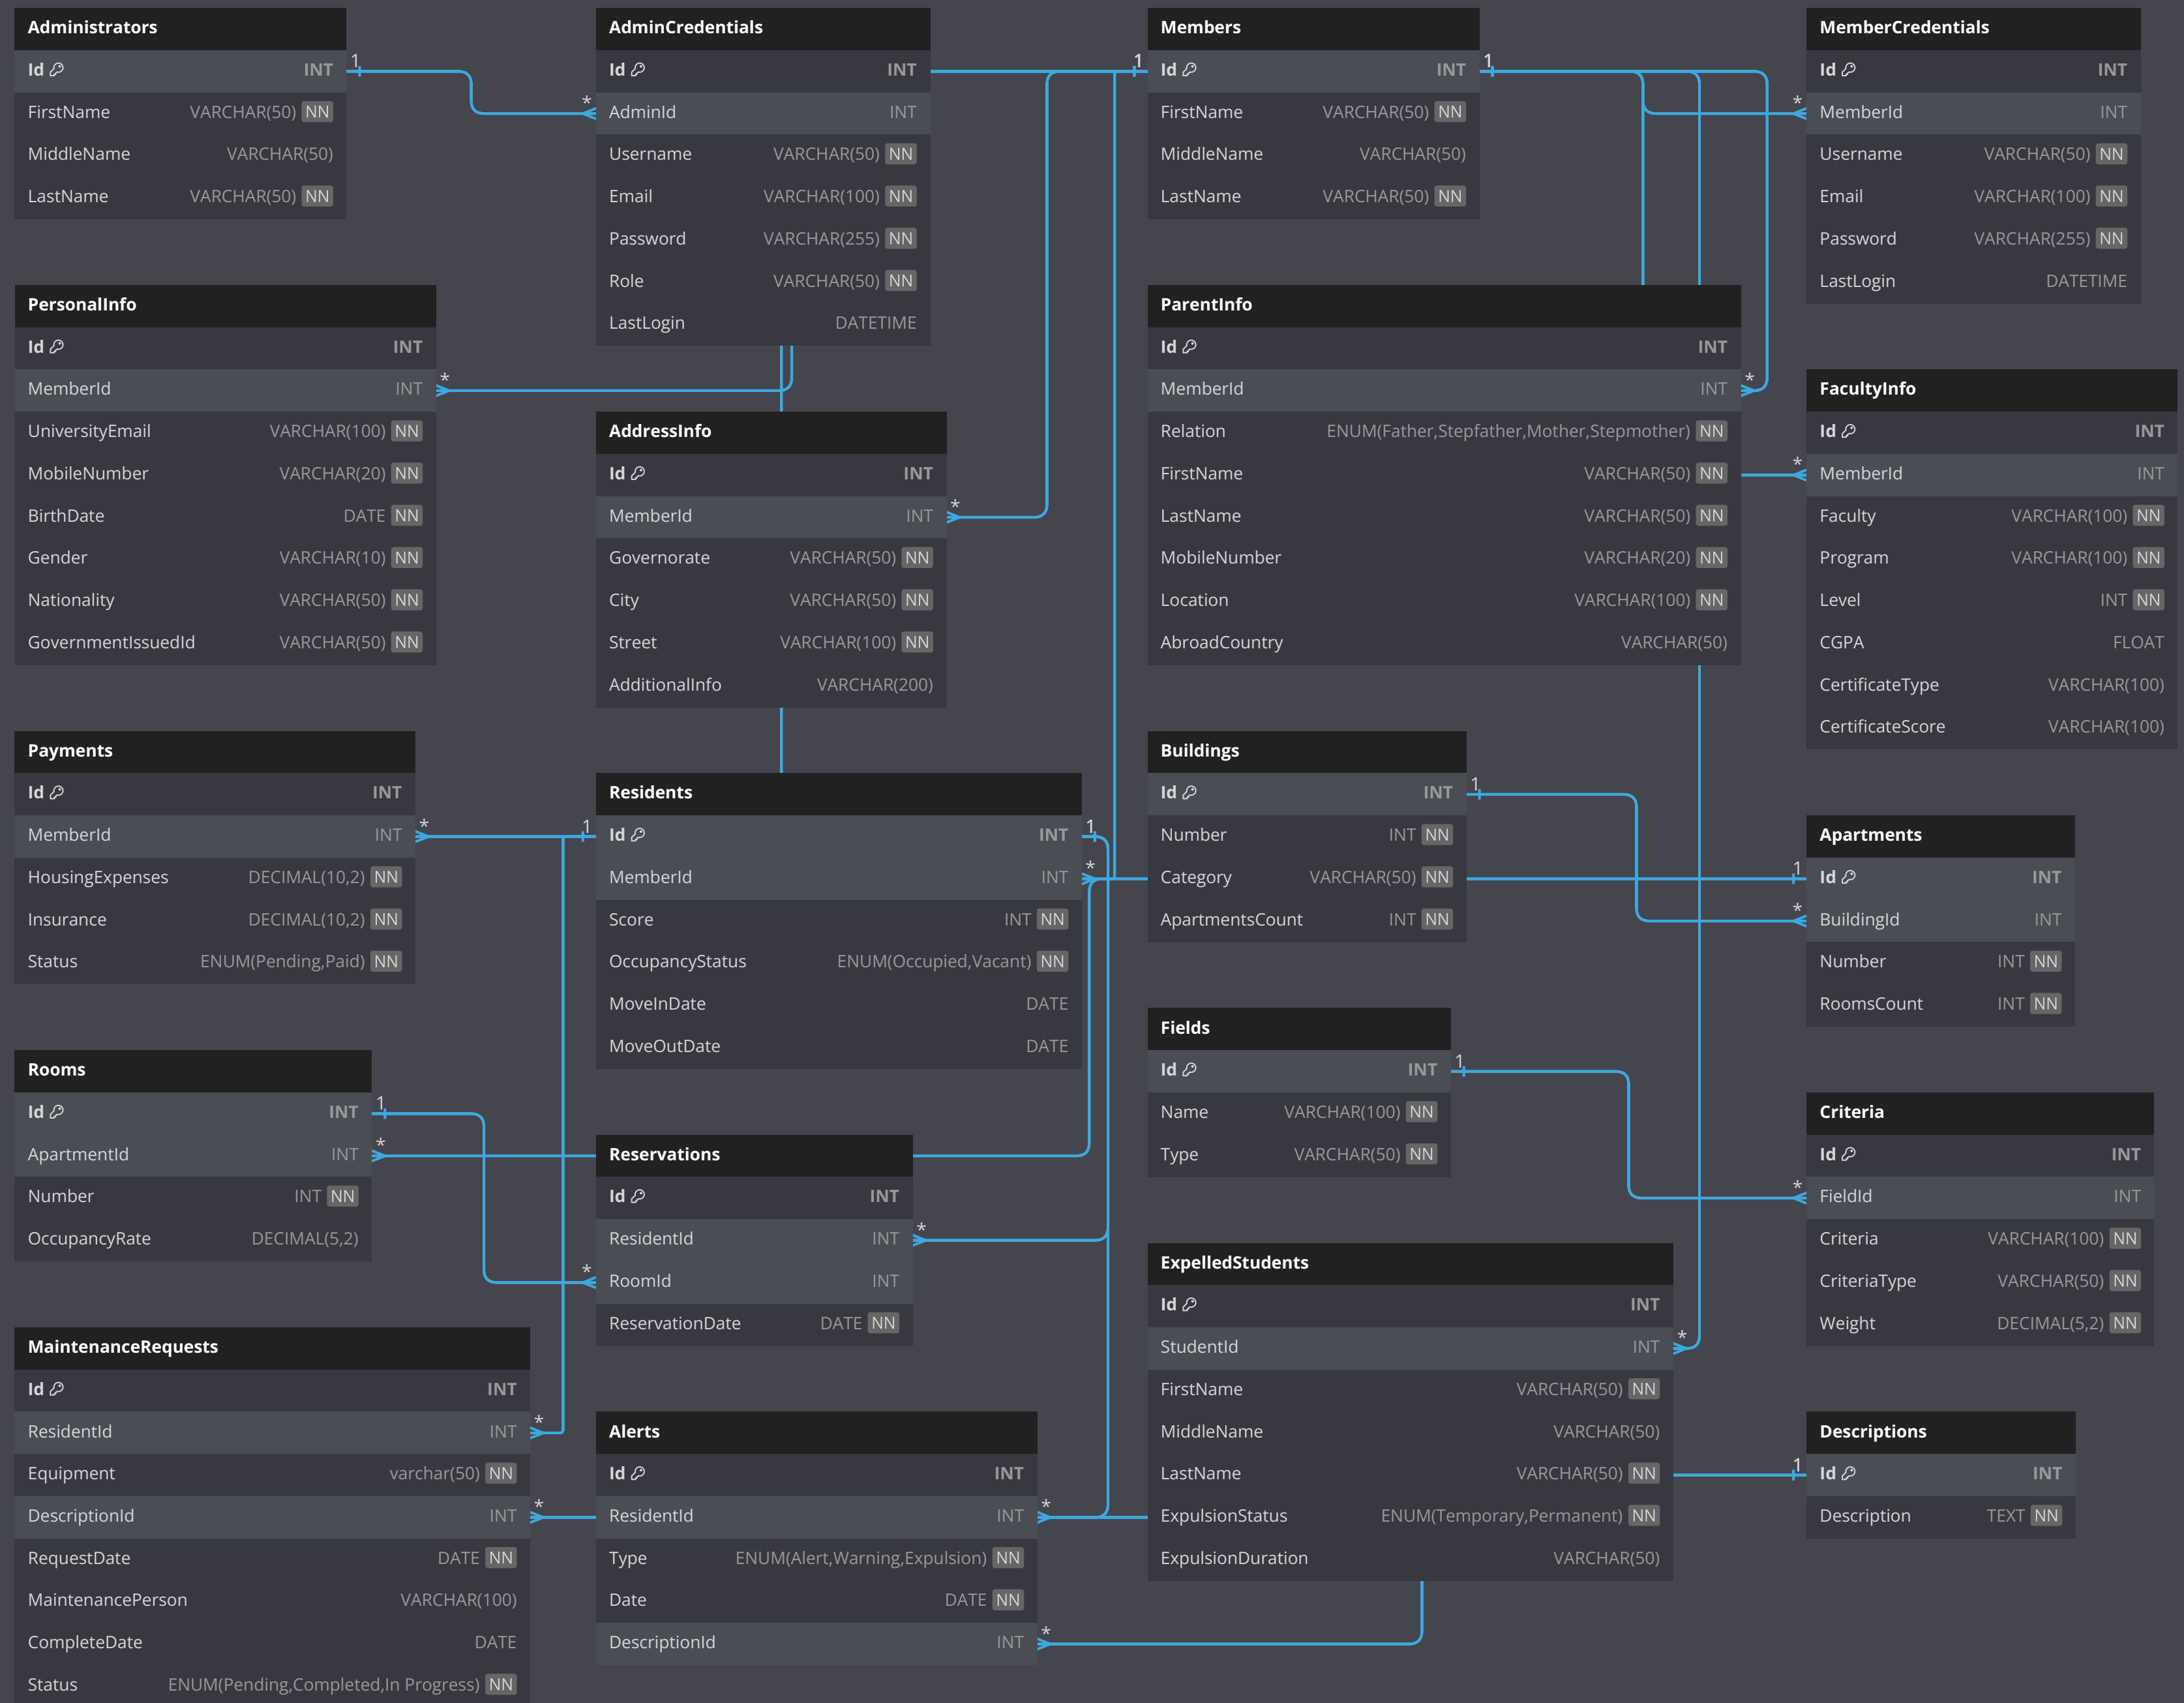 Administrators
Id INT
FirstName VARCHAR(50) NN
MiddleName VARCHAR(50)
LastName VARCHAR(50) NN
1
AdminCredentials
Id INT
* AdminId INT
Username VARCHAR(50) NN
Email VARCHAR(100) NN
Password VARCHAR(255) NN
Role VARCHAR(50) NN
LastLogin DATETIME
1 Members 1
Id INT
FirstName VARCHAR(50) NN
MiddleName VARCHAR(50)
LastName VARCHAR(50) NN
MemberCredentials
Id INT
* MemberId INT
Username VARCHAR(50) NN
Email VARCHAR(100) NN
Password VARCHAR(255) NN
LastLogin DATETIME
PersonalInfo
Id INT
MemberId INT *
UniversityEmail VARCHAR(100) NN
MobileNumber VARCHAR(20) NN
BirthDate DATE NN
Gender VARCHAR(10) NN
Nationality VARCHAR(50) NN
GovernmentIssuedId VARCHAR(50) NN
AddressInfo
Id INT
MemberId INT *
Governorate VARCHAR(50) NN
City VARCHAR(50) NN
Street VARCHAR(100) NN
AdditionalInfo VARCHAR(200)
ParentInfo
Id INT
MemberId INT *
Relation ENUM(Father,Stepfather,Mother,Stepmother) NN
FirstName VARCHAR(50) NN
LastName VARCHAR(50) NN
MobileNumber VARCHAR(20) NN
Location VARCHAR(100) NN
AbroadCountry VARCHAR(50)
FacultyInfo
Id INT
* MemberId INT
Faculty VARCHAR(100) NN
Program VARCHAR(100) NN
Level INT NN
CGPA FLOAT
CertificateType VARCHAR(100)
CertificateScore VARCHAR(100)
Payments
Id INT
MemberId INT *
HousingExpenses DECIMAL(10,2) NN
Insurance DECIMAL(10,2) NN
Status ENUM(Pending,Paid) NN
Residents
1 Id INT 1
MemberId INT *
Score INT NN
OccupancyStatus ENUM(Occupied,Vacant) NN
MoveInDate DATE
MoveOutDate DATE
Buildings
Id INT 1
Number INT NN
Category VARCHAR(50) NN
ApartmentsCount INT NN
Apartments
1 Id INT
* BuildingId INT
Number INT NN
RoomsCount INT NN
Rooms
Id INT 1
ApartmentId INT *
Number INT NN
OccupancyRate DECIMAL(5,2)
Reservations
Id INT
ResidentId INT *
* RoomId INT
ReservationDate DATE NN
Fields
Id INT 1
Name VARCHAR(100) NN
Type VARCHAR(50) NN
Criteria
Id INT
* FieldId INT
Criteria VARCHAR(100) NN
CriteriaType VARCHAR(50) NN
Weight DECIMAL(5,2) NN
MaintenanceRequests
Id INT
ResidentId INT *
Equipment varchar(50) NN
DescriptionId INT *
RequestDate DATE NN
MaintenancePerson VARCHAR(100)
CompleteDate DATE
Status ENUM(Pending,Completed,In Progress) NN
Alerts
Id INT
ResidentId INT *
Type ENUM(Alert,Warning,Expulsion) NN
Date DATE NN
DescriptionId INT *
ExpelledStudents
Id INT
StudentId INT *
FirstName VARCHAR(50) NN
MiddleName VARCHAR(50)
LastName VARCHAR(50) NN
ExpulsionStatus ENUM(Temporary,Permanent) NN
ExpulsionDuration VARCHAR(50)
Descriptions
1 Id INT
Description TEXT NN